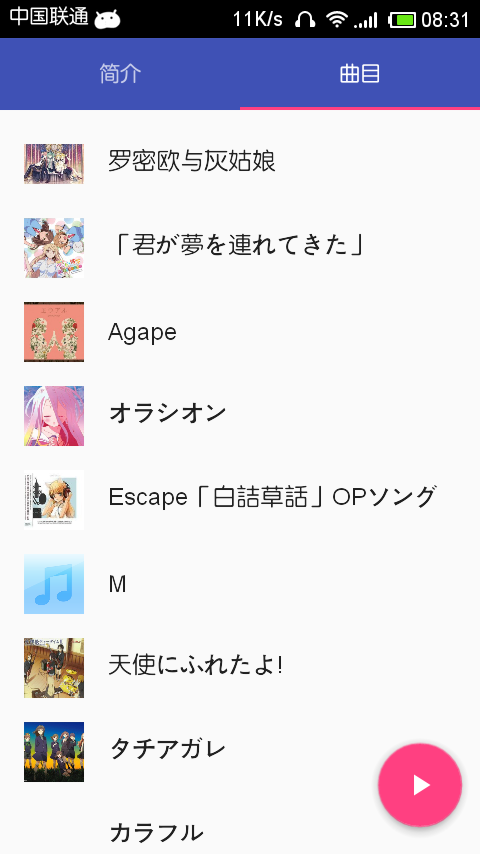 中国联通 11K/s 08:31
简介 曲目
罗密欧与灰姑娘
「君が夢を連れてきた」
Agape
オラシオン
Escape「白詰草話」OPソング
M
天使にふれたよ!
タチアガレ
カラフル